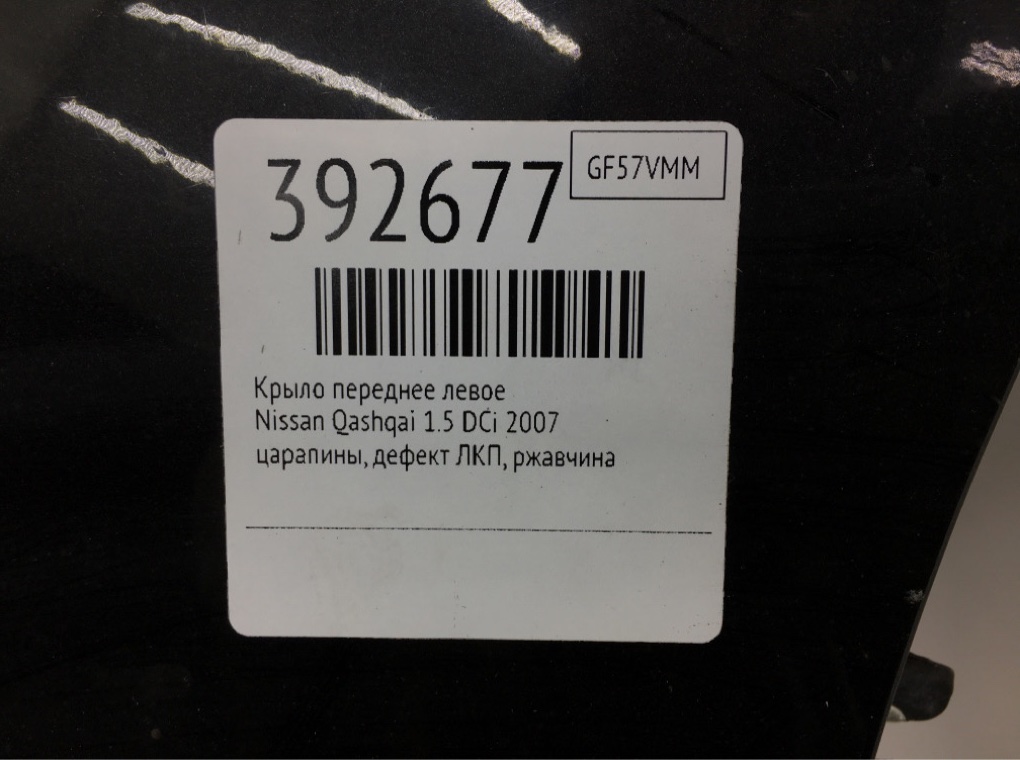 392677
GF57VMM
Крыло переднее левое
Nissan Qashqai 1.5 DCi 2007
царапины, дефект ЛКП, ржавчина